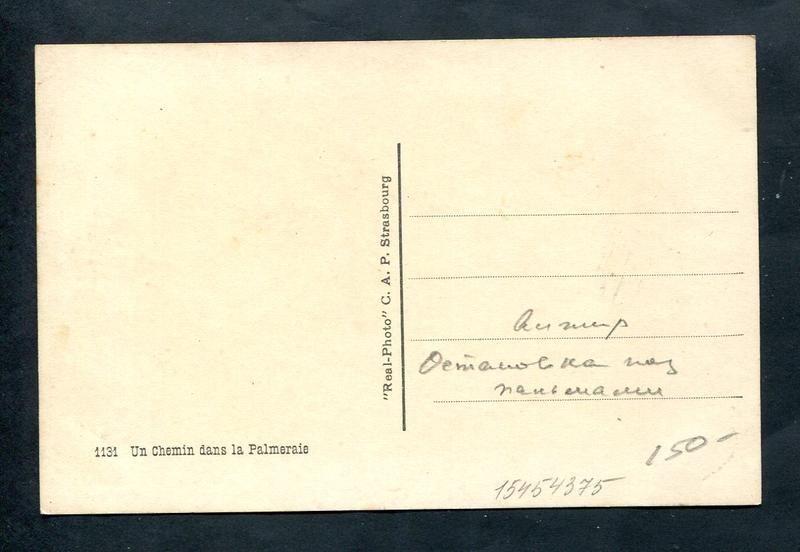 1131 Un Chemin dans la Palmeraie
"Real-Photo" C. A. P. Strasbourg
Алжир
Остановка под
пальмами
150-
15454375